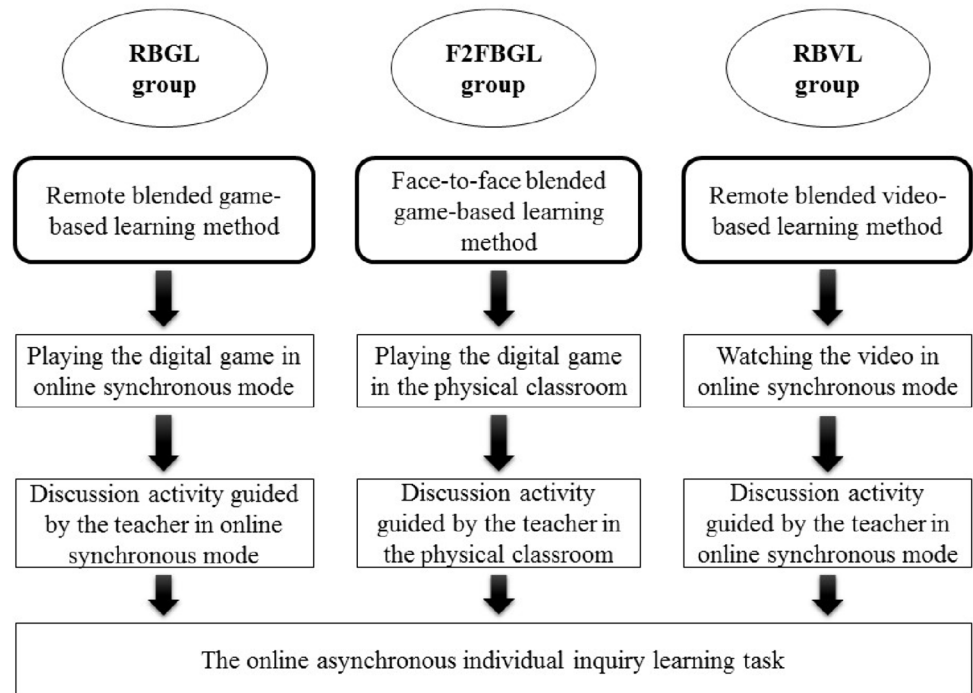 RBGL
group
F2FBGL
group
RBVL
group
Remote blended game-
based learning method
Face-to-face blended
game-based learning
method
Remote blended video-
based learning method
Playing the digital game in
online synchronous mode
Playing the digital game
in the physical classroom
Watching the video in
online synchronous mode
Discussion activity guided
by the teacher in online
synchronous mode
Discussion activity
guided by the teacher in
the physical classroom
Discussion activity
guided by the teacher in
online synchronous mode
The online asynchronous individual inquiry learning task